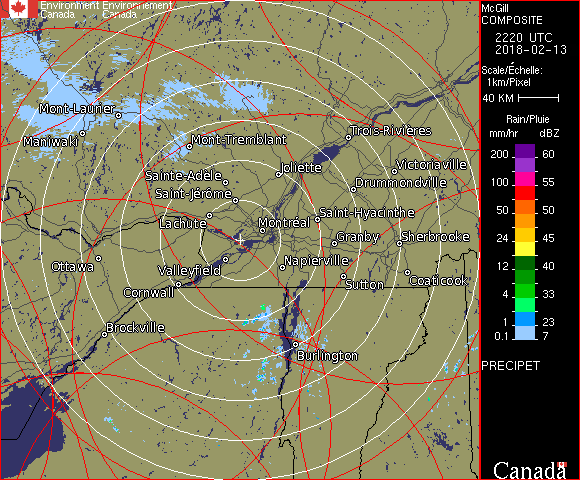 Environment Environnement
Canada Canada
McGill
COMPOSITE
2220 UTC
2018-02-13
Scale/Échelle:
1km/Pixel
40 KM
Rain/Pluie
mm/hr dBZ
200 60
100 55
50 50
24 45
12 40
4 33
2 30
1 23
0.1 7
PRECIPET
Canada
Mont-Laurier
Maniwaki
Mont-Tremblant
Trois-Rivières
Sainte-Adèle
Joliette
Victoriaville
Saint-Jérôme
Drummondville
Lachute
Montréal
Saint-Hyacinthe
Granby
Sherbrooke
Ottawa
Valleyfield
Napierville
Cornwall
Sutton
Coaticook
Brockville
Burlington